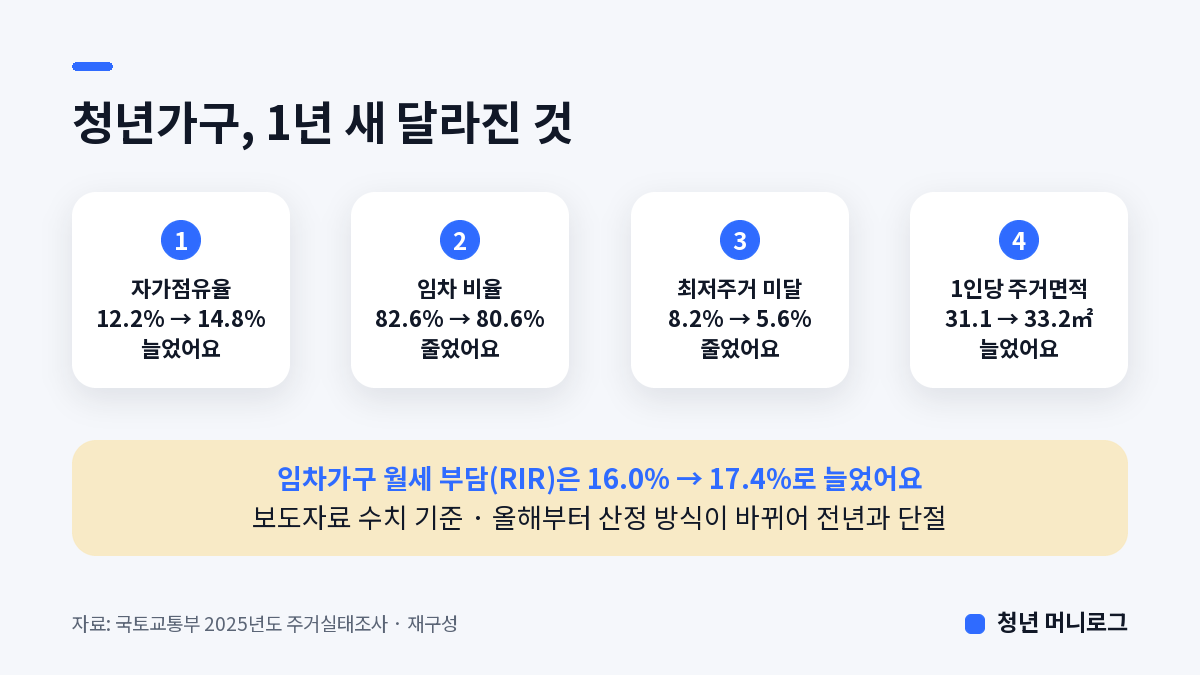 청년가구, 1년 새 달라진 것
1
자가점유율
12.2% → 14.8%
늘었어요
2
임차 비율
82.6% → 80.6%
줄었어요
3
최저주거 미달
8.2% → 5.6%
줄었어요
4
1인당 주거면적
31.1 → 33.2㎡
늘었어요
임차가구 월세 부담(RIR)은 16.0% → 17.4%로 늘었어요
보도자료 수치 기준 · 올해부터 산정 방식이 바뀌어 전년과 단절
자료: 국토교통부 2025년도 주거실태조사 · 재구성
청년 머니로그